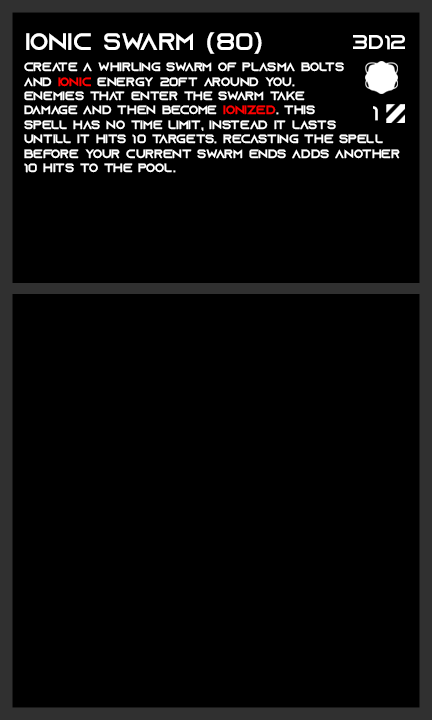 IONIC SWARM (80)
3D12
CREATE A WHIRLING SWARM OF PLASMA BOLTS
AND IONIC ENERGY 20FT AROUND YOU.
ENEMIES THAT ENTER THE SWARM TAKE
DAMAGE AND THEN BECOME IONIZED. THIS
1
SPELL HAS NO TIME LIMIT, INSTEAD IT LASTS
UNTILL IT HITS 10 TARGETS. RECASTING THE SPELL
BEFORE YOUR CURRENT SWARM ENDS ADDS ANOTHER
10 HITS TO THE POOL.